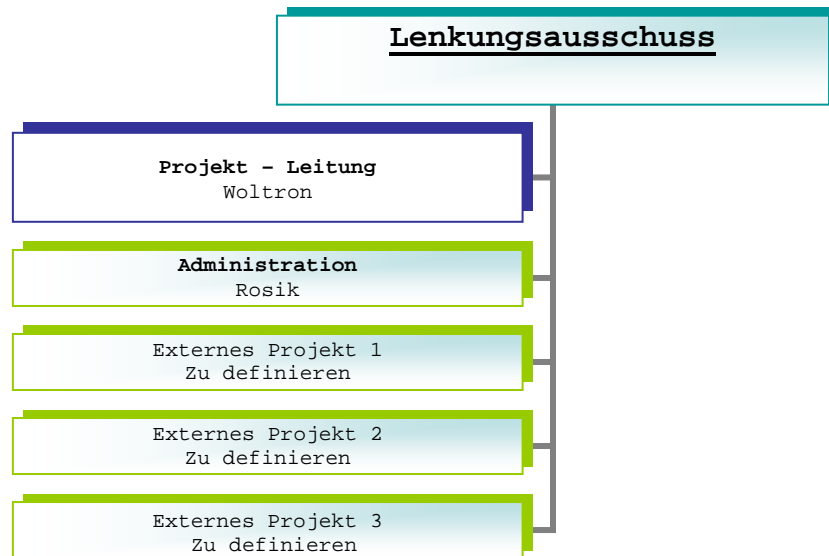 Lenkungsausschuss
Projekt – Leitung
Woltron
Administration
Rosik
Externes Projekt 1
Zu definieren
Externes Projekt 2
Zu definieren
Externes Projekt 3
Zu definieren